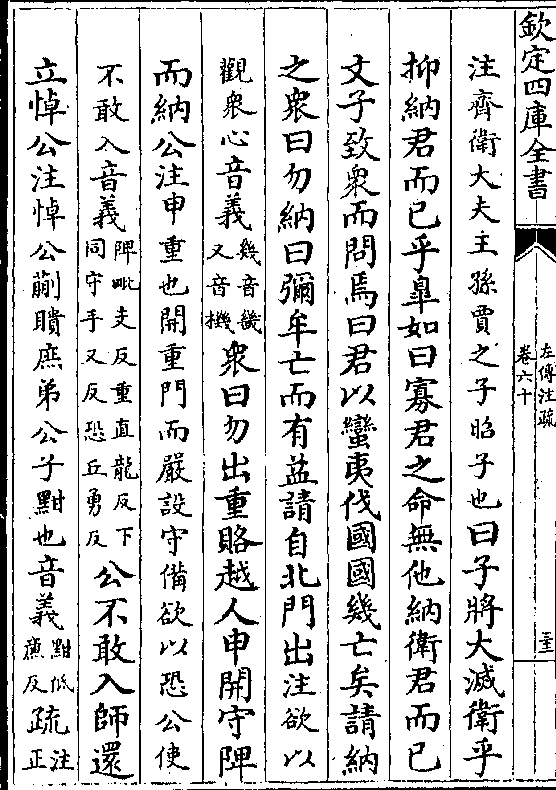 欽定四庫全書
左傳注疏
卷六十
三
注齊衛大夫王孫賈之子昭子也曰子將大滅衛乎
抑納君而已乎臯如曰寡君之命無他納衛君而已
文子致衆而問焉曰君以蠻夷伐國國幾亡矣請納
之衆曰勿納曰彌牟亡而有益請自北門出注欲以
觀衆心音義幾音畿又音機衆曰勿出重賂越人申開守陴
而納公注申重也開重門而嚴設守備欲以恐公使
不敢入音義陴毗支反重直龍反下同守手又反恐丘勇反公不敢入師還
立悼公注悼公蒯聵庶弟公子黚也音義黚低廉反疏注正